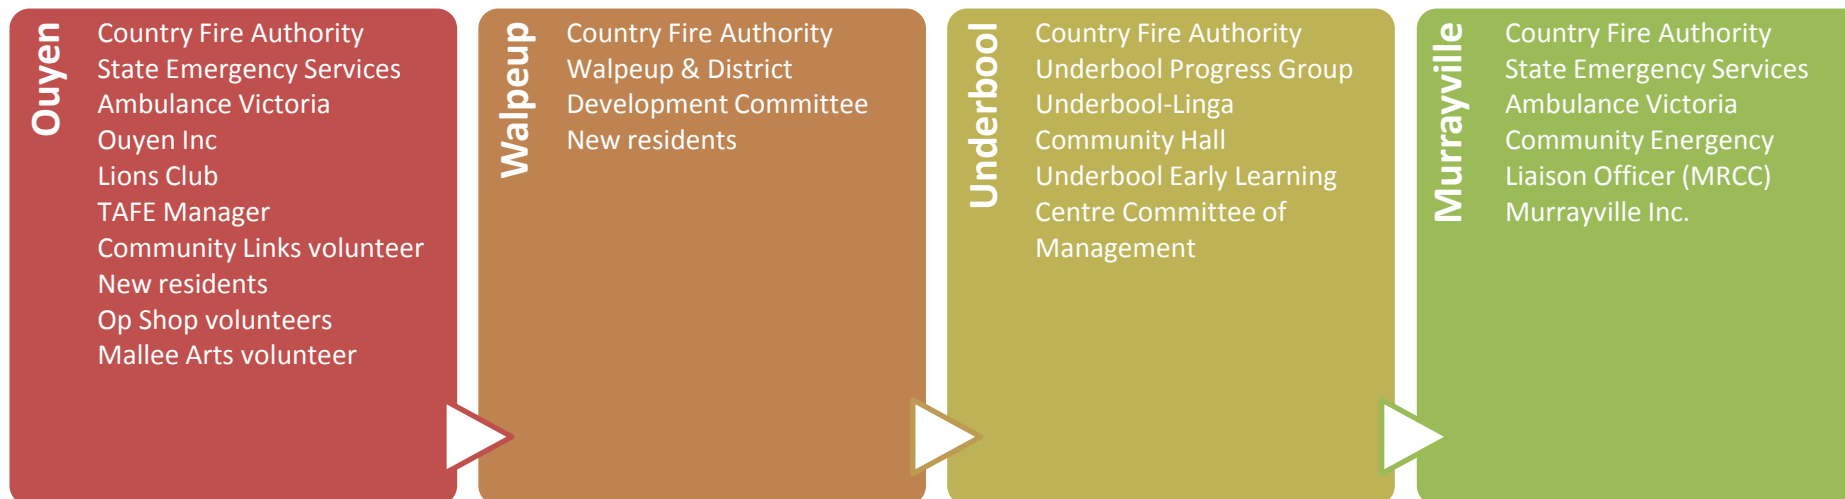 Ouyen
Country Fire Authority
State Emergency Services
Ambulance Victoria
Ouyen Inc
Lions Club
TAFE Manager
Community Links volunteer
New residents
Op Shop volunteers
Mallee Arts volunteer
Walpeup
Country Fire Authority
Walpeup & District
Development Committee
New residents
Underbool
Country Fire Authority
Underbool Progress Group
Underbool-Linga
Community Hall
Underbool Early Learning
Centre Committee of
Management
Murrayville
Country Fire Authority
State Emergency Services
Ambulance Victoria
Community Energency
Liaison Officer (MRCC)
Murrayville Inc.